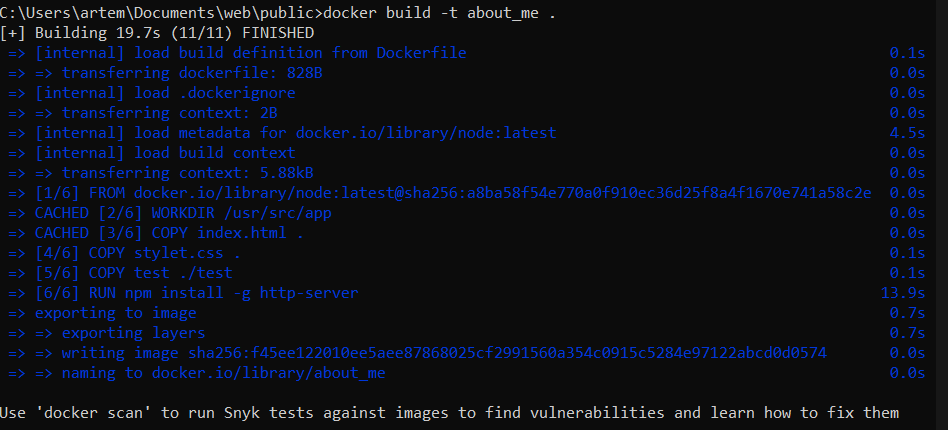 C:\Users\artem\Documents\web\public>docker build -t about_me .
[+] Building 19.7s (11/11) FINISHED
=> [internal] load build definition from Dockerfile 0.1s
=> => transferring dockerfile: 828B 0.0s
=> [internal] load .dockerignore 0.0s
=> => transferring context: 2B 0.0s
=> [internal] load metadata for docker.io/library/node:latest 4.5s
=> [internal] load build context 0.0s
=> => transferring context: 5.88kB 0.0s
=> [1/6] FROM docker.io/library/node:latest@sha256:a8ba58f54e770a0f910ec36d25f8a4f1670e741a58c2e 0.0s
=> CACHED [2/6] WORKDIR /usr/src/app 0.0s
=> CACHED [3/6] COPY index.html . 0.0s
=> [4/6] COPY stylet.css . 0.1s
=> [5/6] COPY test ./test 0.1s
=> [6/6] RUN npm install -g http-server 13.9s
=> exporting to image 0.7s
=> => exporting layers 0.7s
=> => writing image sha256:f45ee122010ee5aee87868025cf2991560a354c0915c5284e97122abcd0d0574 0.0s
=> => naming to docker.io/library/about_me 0.0s
Use 'docker scan' to run Snyk tests against images to find vulnerabilities and learn how to fix them